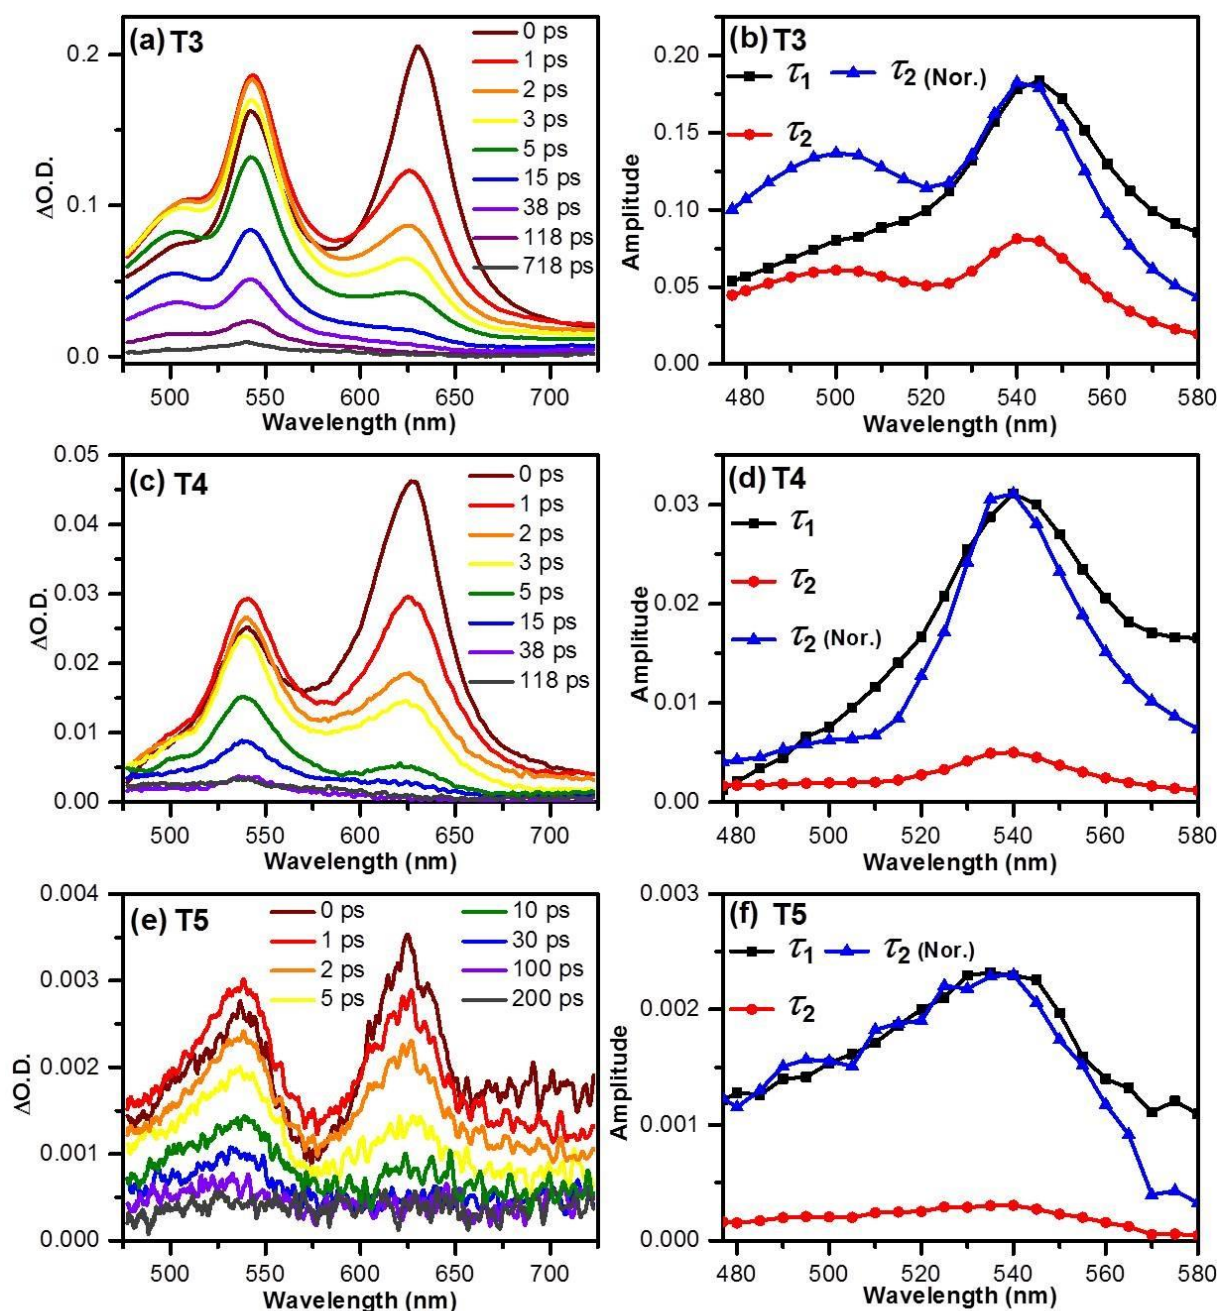 (a) T3
0 ps
1 ps
2 ps
3 ps
5 ps
15 ps
38 ps
118 ps
718 ps
0.2
0.1
0.0
ΔO.D.
500 550 600 650 700
Wavelength (nm)
(b) T3
τ1 τ2 (Nor.)
τ2
0.20
0.15
0.10
0.05
0.00
Amplitude
480 500 520 540 560 580
Wavelength (nm)
(c) T4
0 ps
1 ps
2 ps
3 ps
5 ps
15 ps
38 ps
118 ps
0.05
0.04
0.03
0.02
0.01
0.00
ΔO.D.
500 550 600 650 700
Wavelength (nm)
(d) T4
τ1
τ2
τ2 (Nor.)
0.03
0.02
0.01
0.00
Amplitude
480 500 520 540 560 580
Wavelength (nm)
(e) T5
0 ps 10 ps
1 ps 30 ps
2 ps 100 ps
5 ps 200 ps
0.004
0.003
0.002
0.001
0.000
ΔO.D.
500 550 600 650 700
Wavelength (nm)
(f) T5
τ1 τ2 (Nor.)
τ2
0.003
0.002
0.001
0.000
Amplitude
480 500 520 540 560 580
Wavelength (nm)